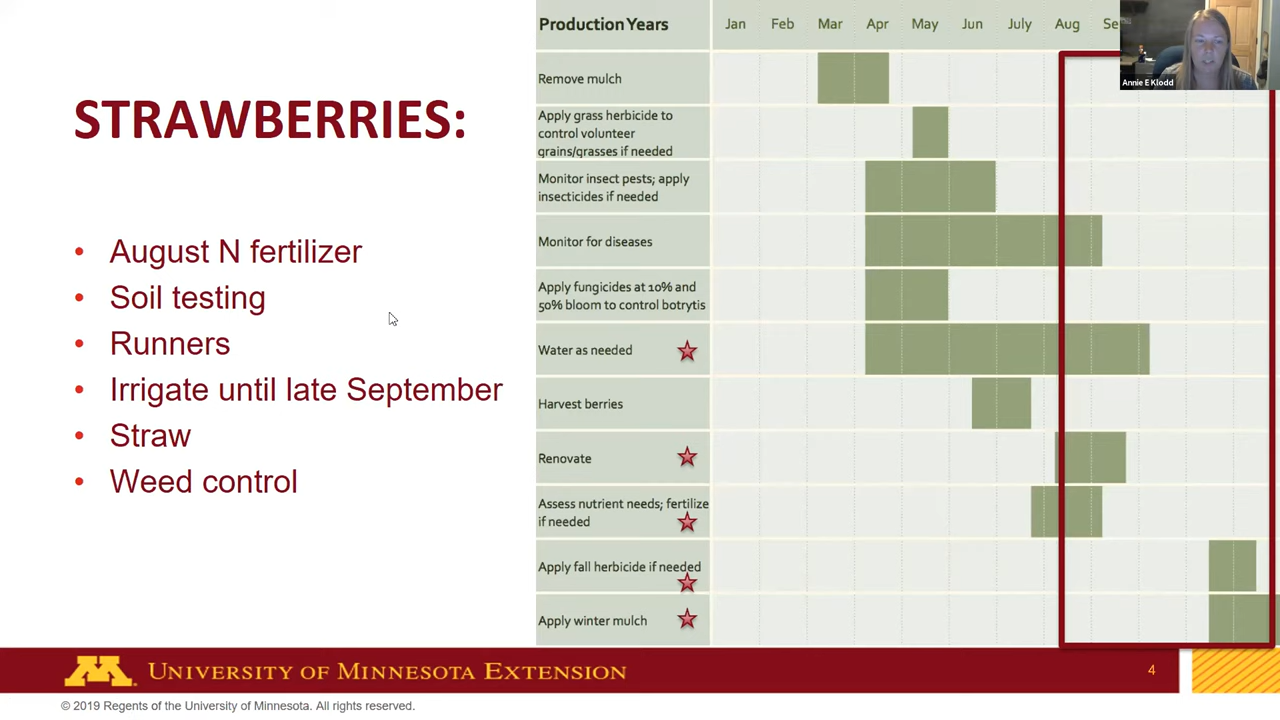 STRAWBERRIES:
• August N fertilizer
• Soil testing
• Runners
• Irrigate until late September
• Straw
• Weed control
Production Years Jan Feb Mar Apr May Jun July Aug
Remove mulch
Apply grass herbicide to
control volunteer
grains/grasses if needed
Monitor insect pests; apply
insecticides if needed
Monitor for diseases
Apply fungicides at 10% and
50% bloom to control botrytis
Water as needed
Harvest berries
Renovate
Assess nutrient needs; fertilize
if needed
Apply fall herbicide if needed
Apply winter mulch
Annie E Klodd
M UNIVERSITY OF MINNESOTA EXTENSION
4
© 2019 Regents of the University of Minnesota. All rights reserved.